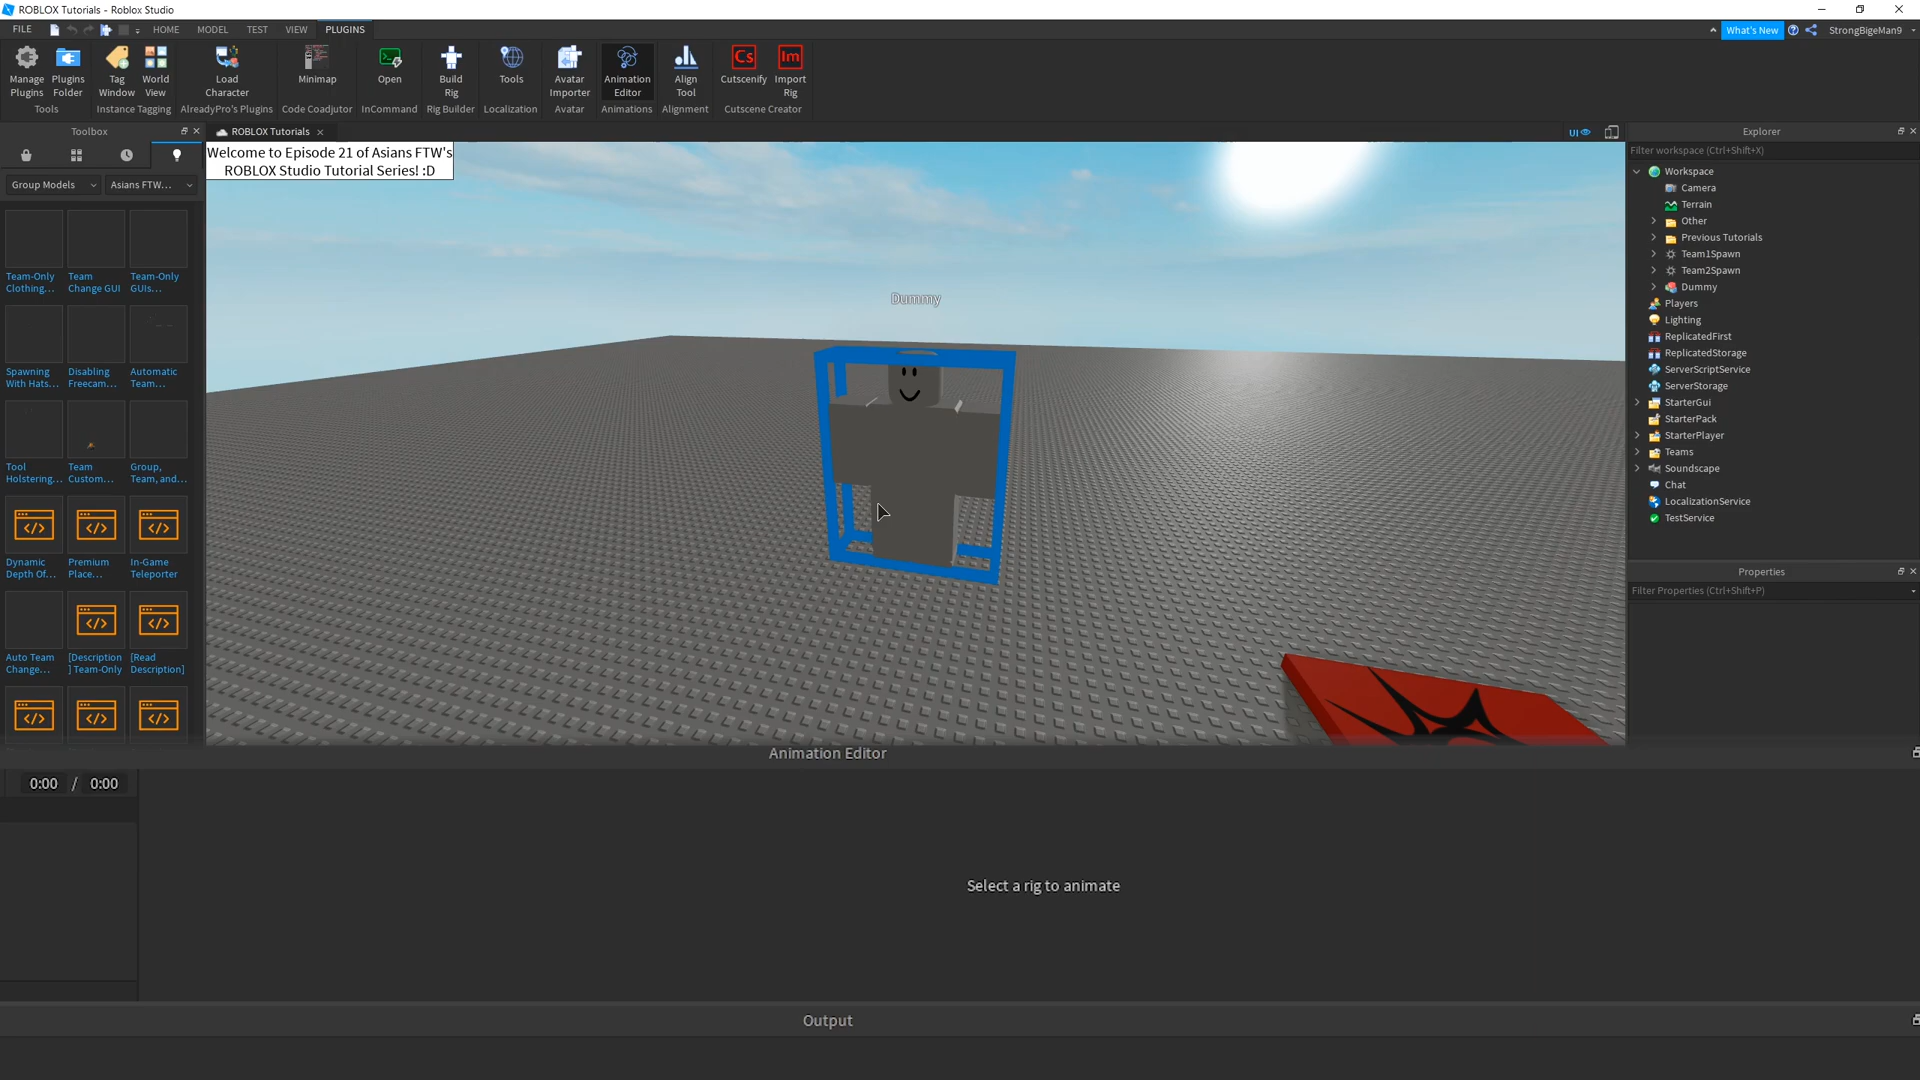 ROBLOX Tutorials - Roblox Studio
FILE
HOME
MODEL
TEST
VIEW
PLUGINS
What's New
StrongBigeMan9
Manage Plugins
Plugins Folder
Tools
Tag Window
World View
Instance Tagging
Load Character
AlreadyPro's Plugins
Minimap
Code Coadjutor
Open
InCommand
Build Rig
Rig Builder
Tools
Localization
Avatar Importer
Avatar
Animation Editor
Animations
Align Tool
Alignment
Cs
Cutscenify
Im
Import Rig
Cutscene Creator
Toolbox
Group Models
Asians FTW...
Team-Only Clothing...
Team Change GUI
Team-Only GUIs...
Spawning With Hats...
Disabling Freecam...
Automatic Team...
Tool Holstering...
Team Custom...
Group, Team, and...
Dynamic Depth Of...
Premium Place...
In-Game Teleporter
Auto Team Change...
[Description] Team-Only
[Read Description]
ROBLOX Tutorials
UI
Welcome to Episode 21 of Asians FTW's
ROBLOX Studio Tutorial Series! :D
Dummy
Explorer
Filter workspace (Ctrl+Shift+X)
Workspace
Camera
Terrain
Other
Previous Tutorials
Team1Spawn
Team2Spawn
Dummy
Players
Lighting
ReplicatedFirst
ReplicatedStorage
ServerScriptService
ServerStorage
StarterGui
StarterPack
StarterPlayer
Teams
Soundscape
Chat
LocalizationService
TestService
Properties
Filter Properties (Ctrl+Shift+P)
Animation Editor
0:00 / 0:00
Select a rig to animate
Output